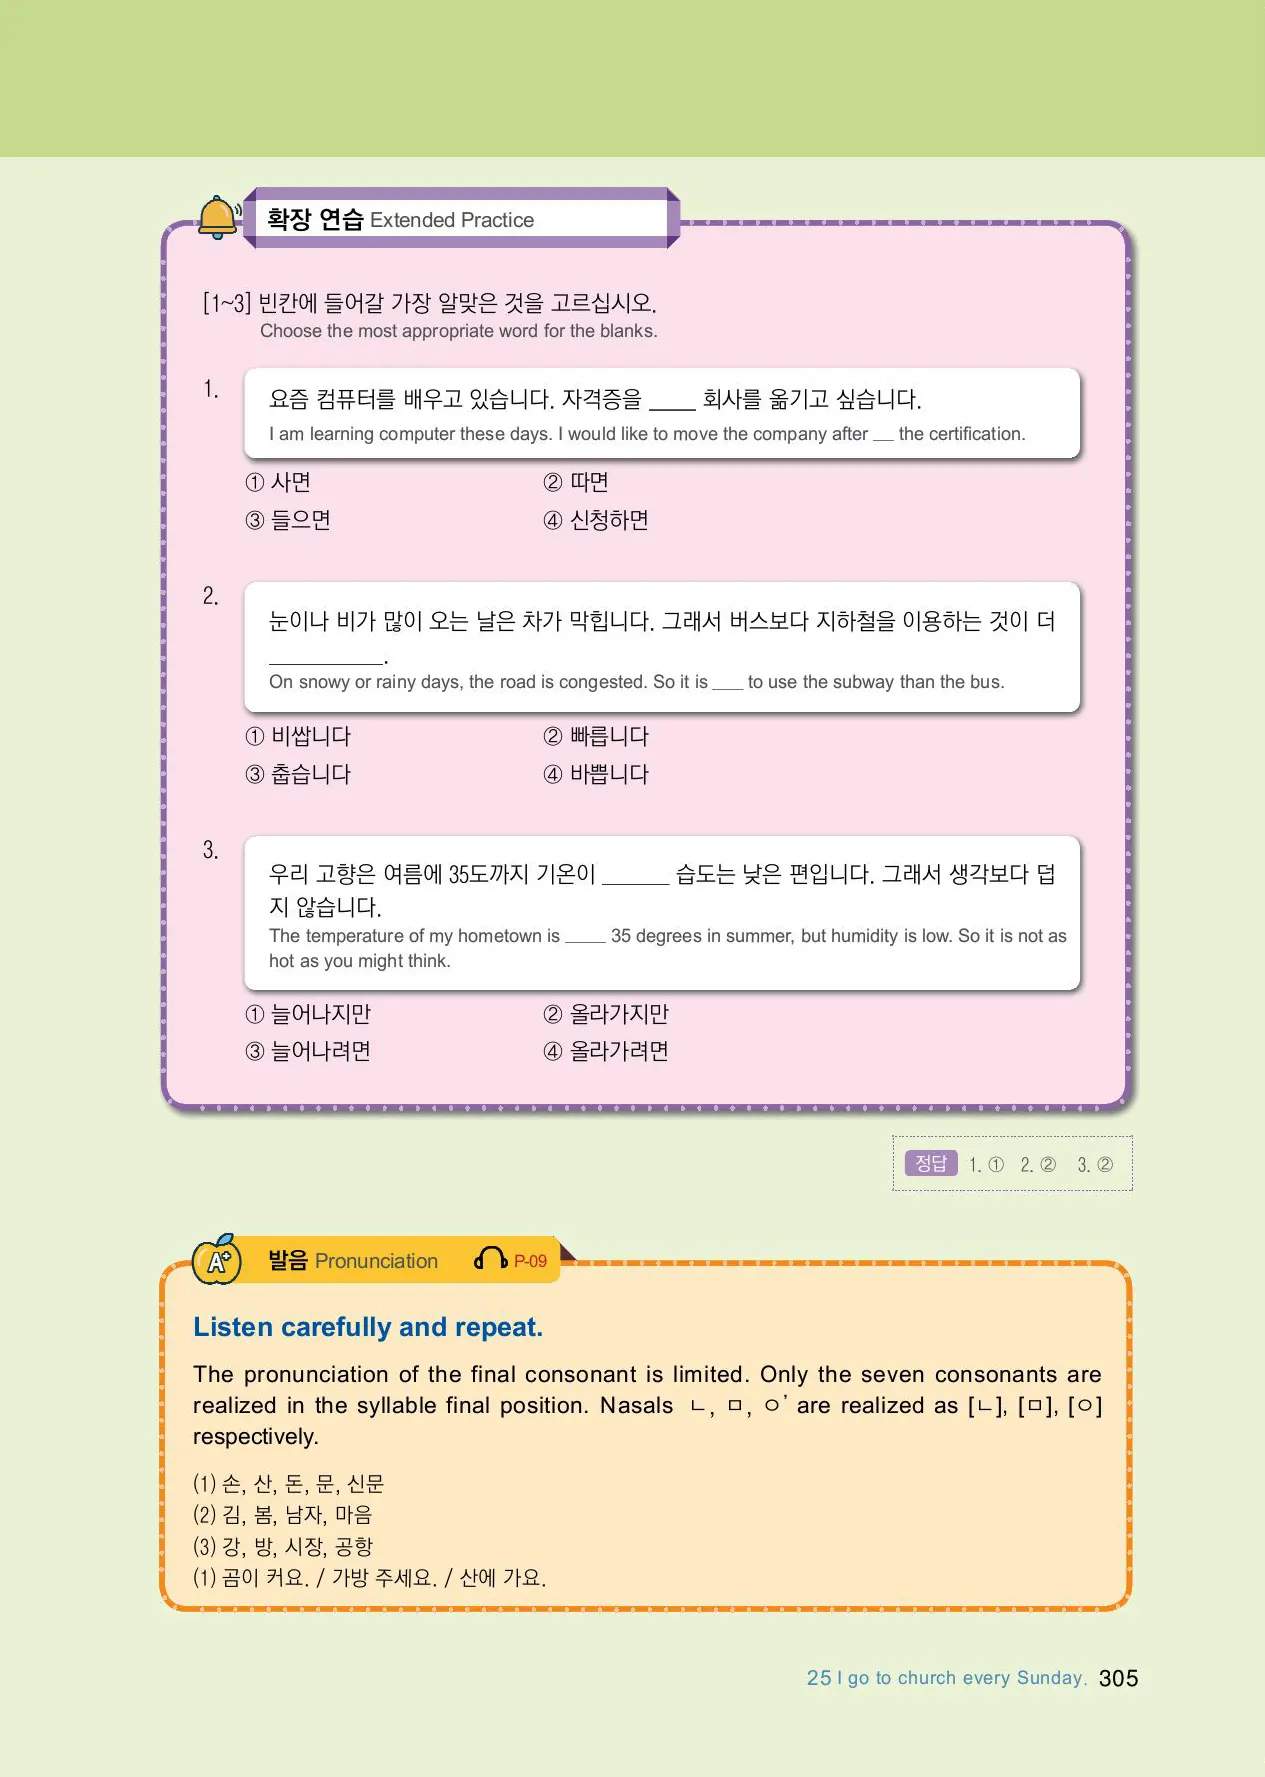 확장 연습 Extended Practice
[1~3] 빈칸에 들어갈 가장 알맞은 것을 고르십시오.
Choose the most appropriate word for the blanks.
1.
요즘 컴퓨터를 배우고 있습니다. 자격증을 ____ 회사를 옮기고 싶습니다.
I am learning computer these days. I would like to move the company after __ the certification.
① 사면 ② 따면
③ 들으면 ④ 신청하면
2.
눈이나 비가 많이 오는 날은 차가 막힙니다. 그래서 버스보다 지하철을 이용하는 것이 더
__________.
On snowy or rainy days, the road is congested. So it is ___ to use the subway than the bus.
① 비쌉니다 ② 빠릅니다
③ 춥습니다 ④ 바쁩니다
3.
우리 고향은 여름에 35도까지 기온이 ______ 습도는 낮은 편입니다. 그래서 생각보다 덥
지 않습니다.
The temperature of my hometown is ____ 35 degrees in summer, but humidity is low. So it is not as
hot as you might think.
① 늘어나지만 ② 올라가지만
③ 늘어나려면 ④ 올라가려면
정답 1. ① 2. ② 3. ②
A+ 발음 Pronunciation P-09
Listen carefully and repeat.
The pronunciation of the final consonant is limited. Only the seven consonants are
realized in the syllable final position. Nasals ㄴ, ㅁ, ㅇ’ are realized as [ㄴ], [ㅁ], [ㅇ]
respectively.
(1) 손, 산, 돈, 문, 신문
(2) 김, 봄, 남자, 마음
(3) 강, 방, 시장, 공항
(1) 곰이 커요. / 가방 주세요. / 산에 가요.
25 I go to church every Sunday. 305